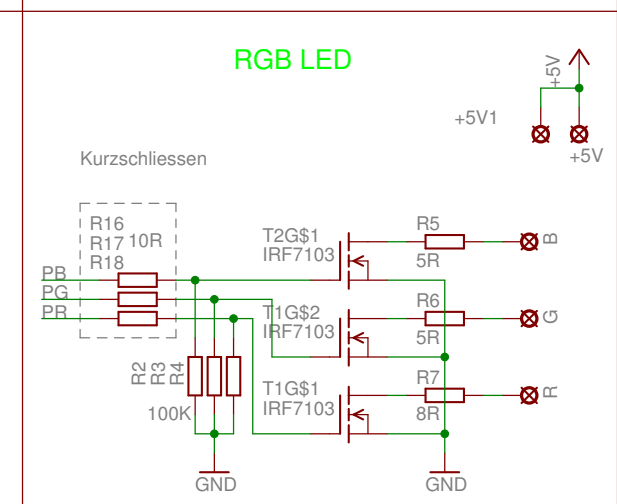 RGB LED
+5V
+5V1
+5V
Kurzschliessen
R16
R17 10R
R18
PB
PG
PR
T2G$1
IRF7103
R5
5R
B
T1G$2
IRF7103
R6
5R
G
R2
R3
R4
100K
T1G$1
IRF7103
R7
8R
R
GND
GND